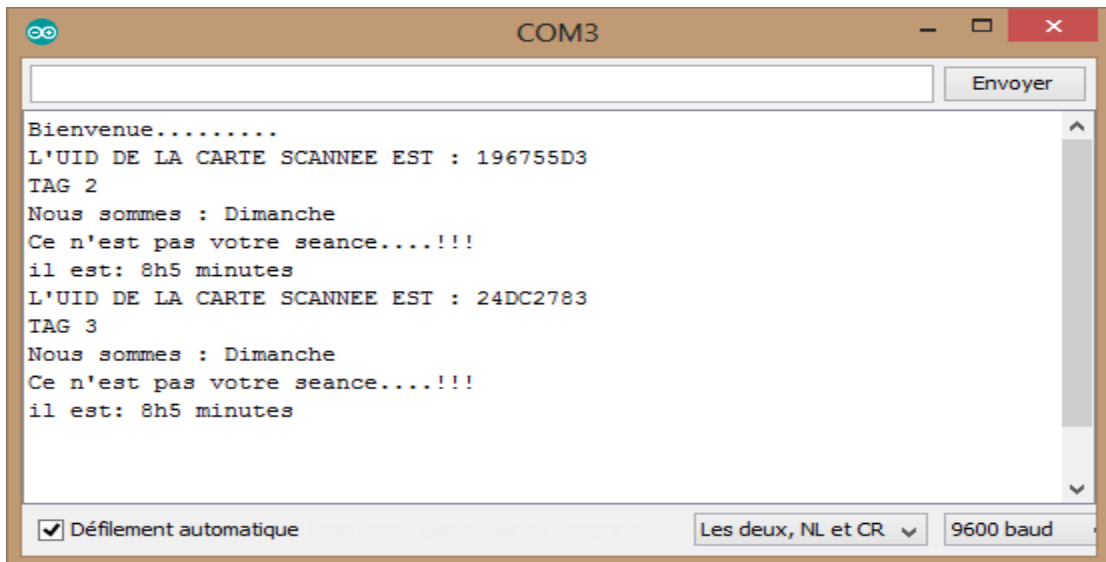 COM3
Envoyer
Bienvenue.........
L'UID DE LA CARTE SCANNEE EST : 196755D3
TAG 2
Nous sommes : Dimanche
Ce n'est pas votre seance....!!!
il est: 8h5 minutes
L'UID DE LA CARTE SCANNEE EST : 24DC2783
TAG 3
Nous sommes : Dimanche
Ce n'est pas votre seance....!!!
il est: 8h5 minutes
Défilement automatique
Les deux, NL et CR
9600 baud